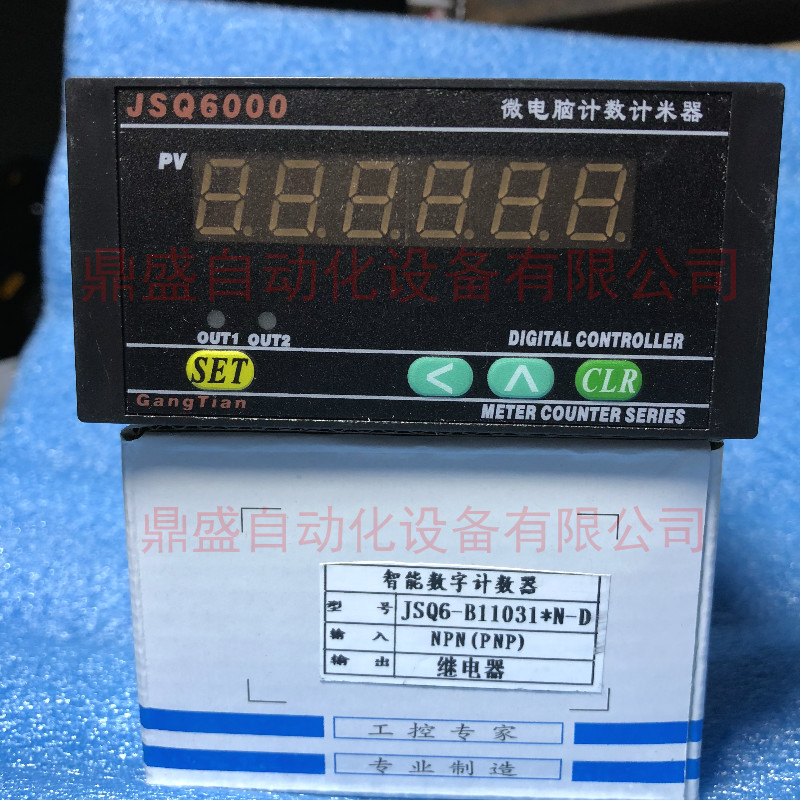 JSQ6000 微电脑计数计米器
PV
鼎盛自动化设备有限公司
OUT1 OUT2 DIGITAL CONTROLLER
SET < ∧ CLR
GangTian METER COUNTER SERIES
鼎盛自动化设备有限公司
智能数字计数器
型 号 JSQ6-B11031*N-D
输 入 NPN(PNP)
输 出 继电器
工控专家
专业制造